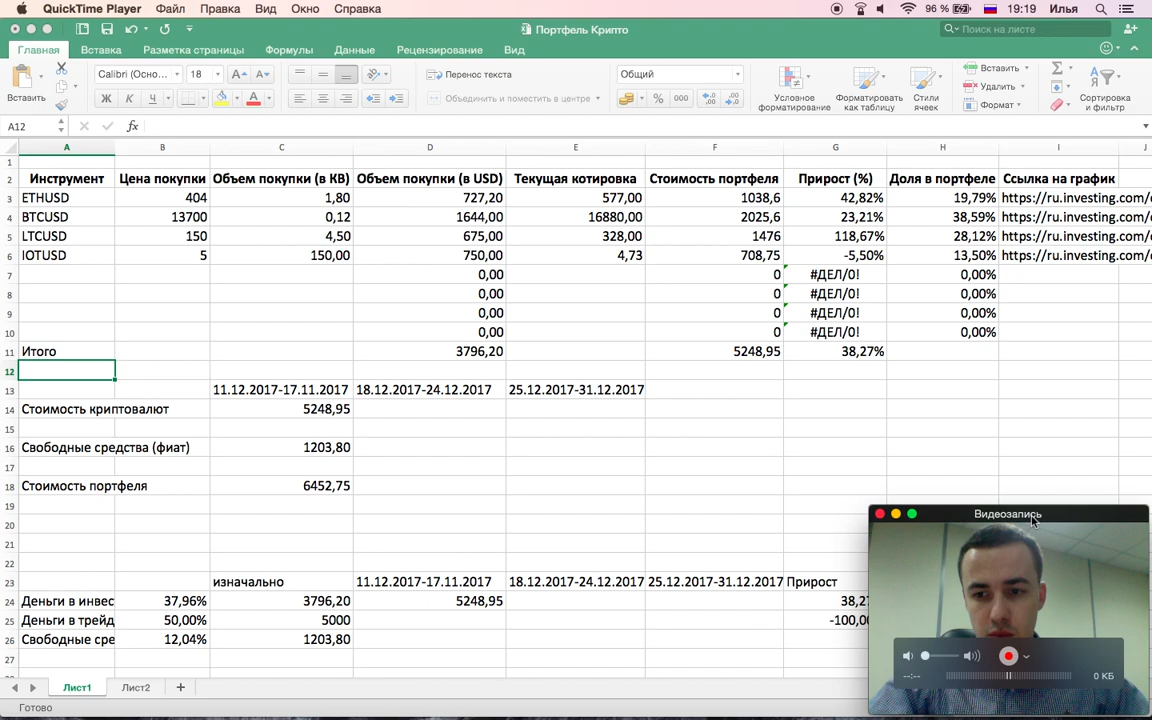 QuickTime Player Файл Правка Вид Окно Справка 96 % 19:19 Илья
Портфель Крипто Поиск на листе
Главная Вставка Разметка страницы Формулы Данные Рецензирование Вид
Вставить Calibri (Осно... 18 A A Перенос текста Общий Условное форматирование Форматировать как таблицу Стили ячеек Вставить Удалить Формат Сортировка и фильтр
Ж К Ч А Объединить и поместить в центре % 000
A12 fx
A B C D E F G H I J
1
2 Инструмент Цена покупки Объем покупки (в КВ) Объем покупки (в USD) Текущая котировка Стоимость портфеля Прирост (%) Доля в портфеле Ссылка на график
3 ETHUSD 404 1,80 727,20 577,00 1038,6 42,82% 19,79% https://ru.investing.com/
4 BTCUSD 13700 0,12 1644,00 16880,00 2025,6 23,21% 38,59% https://ru.investing.com/
5 LTCUSD 150 4,50 675,00 328,00 1476 118,67% 28,12% https://ru.investing.com/
6 IOTUSD 5 150,00 750,00 4,73 708,75 -5,50% 13,50% https://ru.investing.com/
7 0,00 0 #ДЕЛ/0! 0,00%
8 0,00 0 #ДЕЛ/0! 0,00%
9 0,00 0 #ДЕЛ/0! 0,00%
10 0,00 0 #ДЕЛ/0! 0,00%
11 Итого 3796,20 5248,95 38,27%
12
13 11.12.2017-17.11.2017 18.12.2017-24.12.2017 25.12.2017-31.12.2017
14 Стоимость криптовалют 5248,95
15
16 Свободные средства (фиат) 1203,80
17
18 Стоимость портфеля 6452,75
19
20
21
22
23 изначально 11.12.2017-17.11.2017 18.12.2017-24.12.2017 25.12.2017-31.12.2017 Прирост
24 Деньги в инвес 37,96% 3796,20 5248,95 38,27
25 Деньги в трейд 50,00% 5000 -100,00
26 Свободные сре 12,04% 1203,80
27
Видеозапись
--:-- 0 КБ
Лист1 Лист2 +
Готово